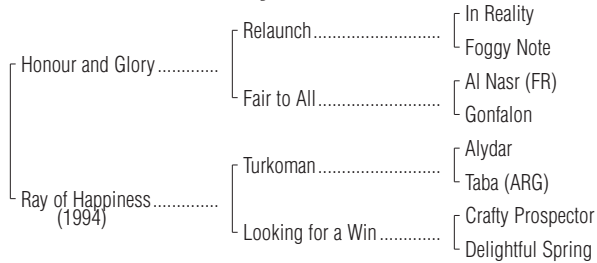 In Reality
Relaunch
Foggy Note
Honour and Glory
Al Nasr (FR)
Fair to All
Gonfalon
Alydar
Turkoman
Taba (ARG)
Ray of Happiness
(1994)
Crafty Prospector
Looking for a Win
Delightful Spring